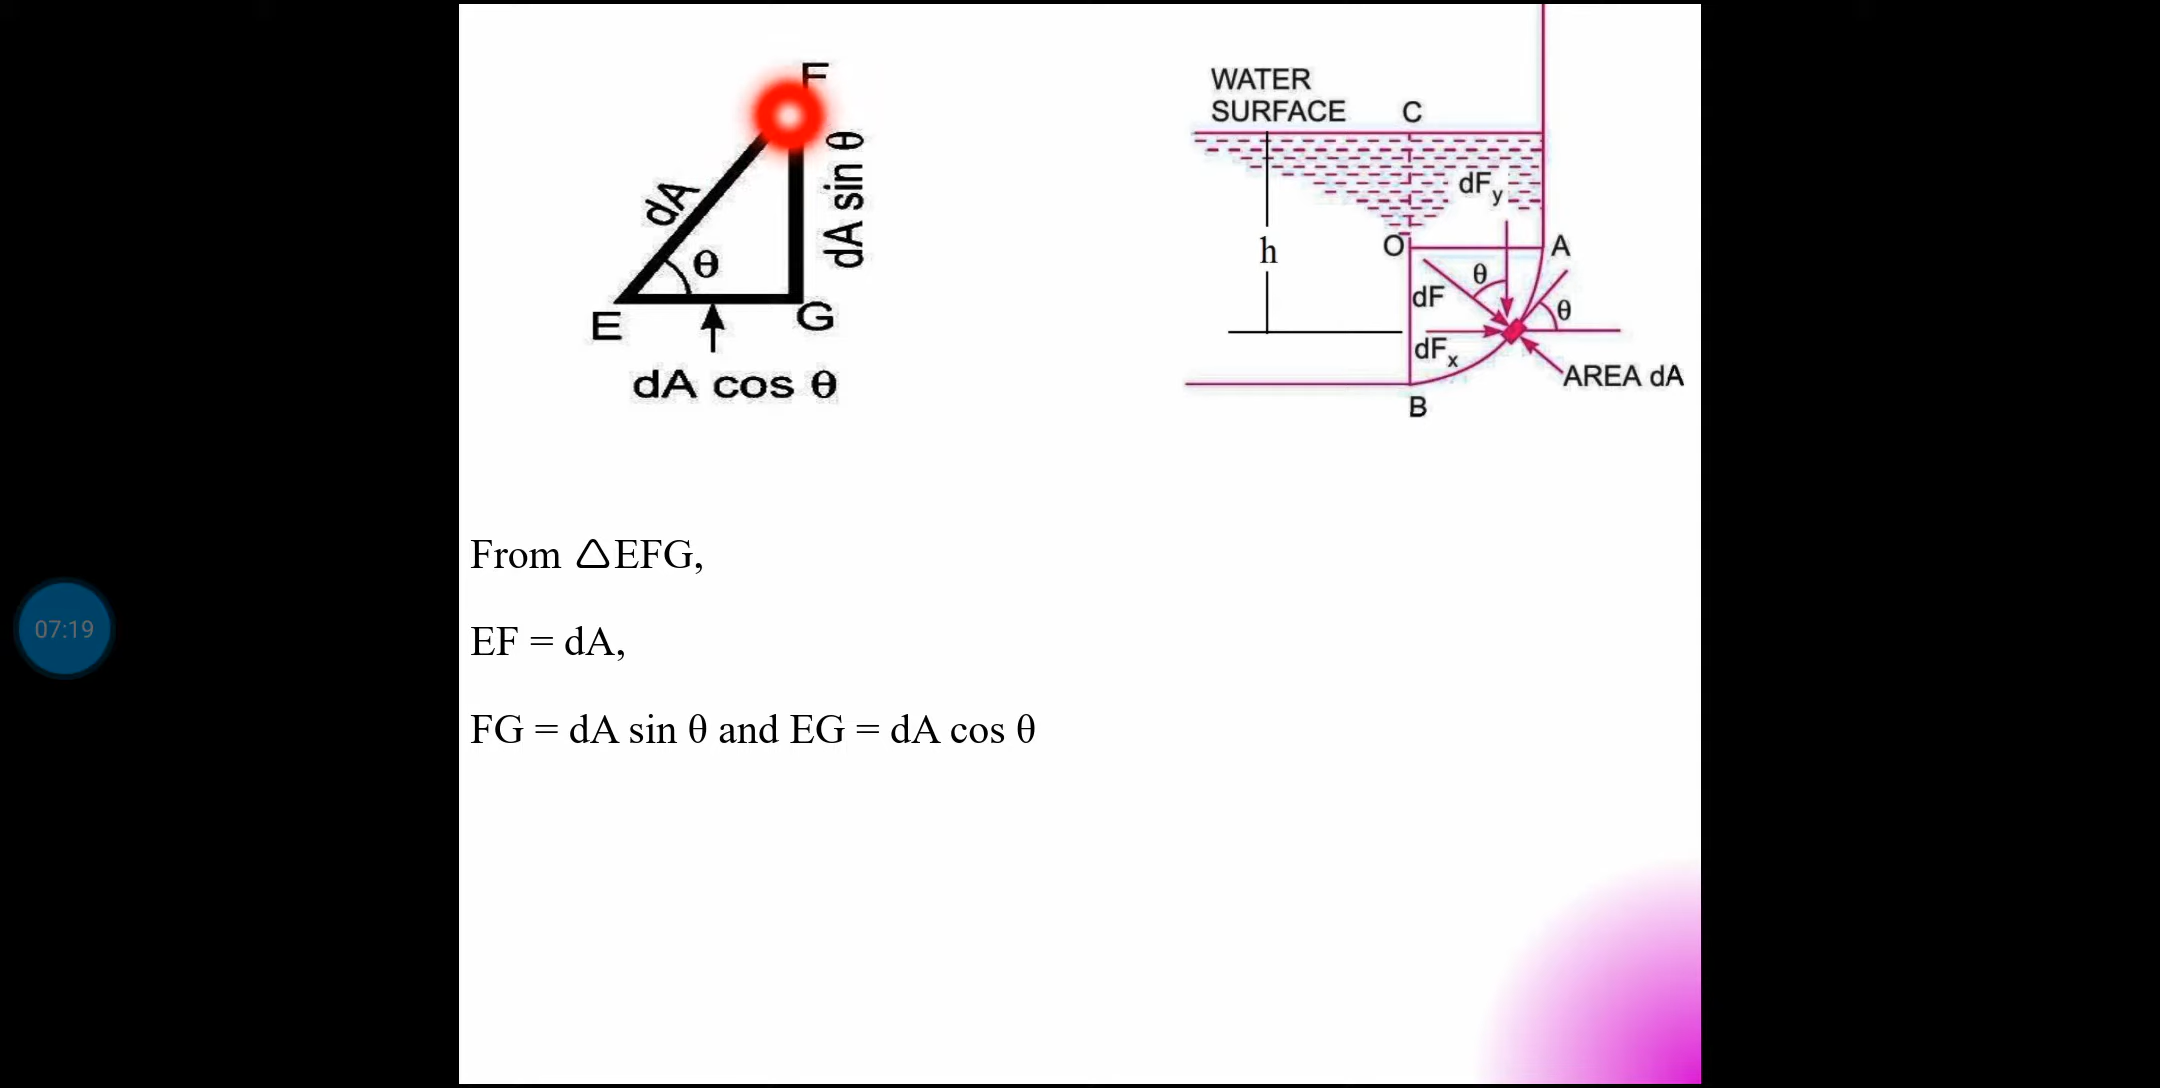 F
dA
dA sin θ
θ
E
G
dA cos θ
WATER
SURFACE
C
dFy
O
A
h
θ
dF
θ
dFx
AREA dA
B
From △EFG,
EF = dA,
FG = dA sin θ and EG = dA cos θ
07:19